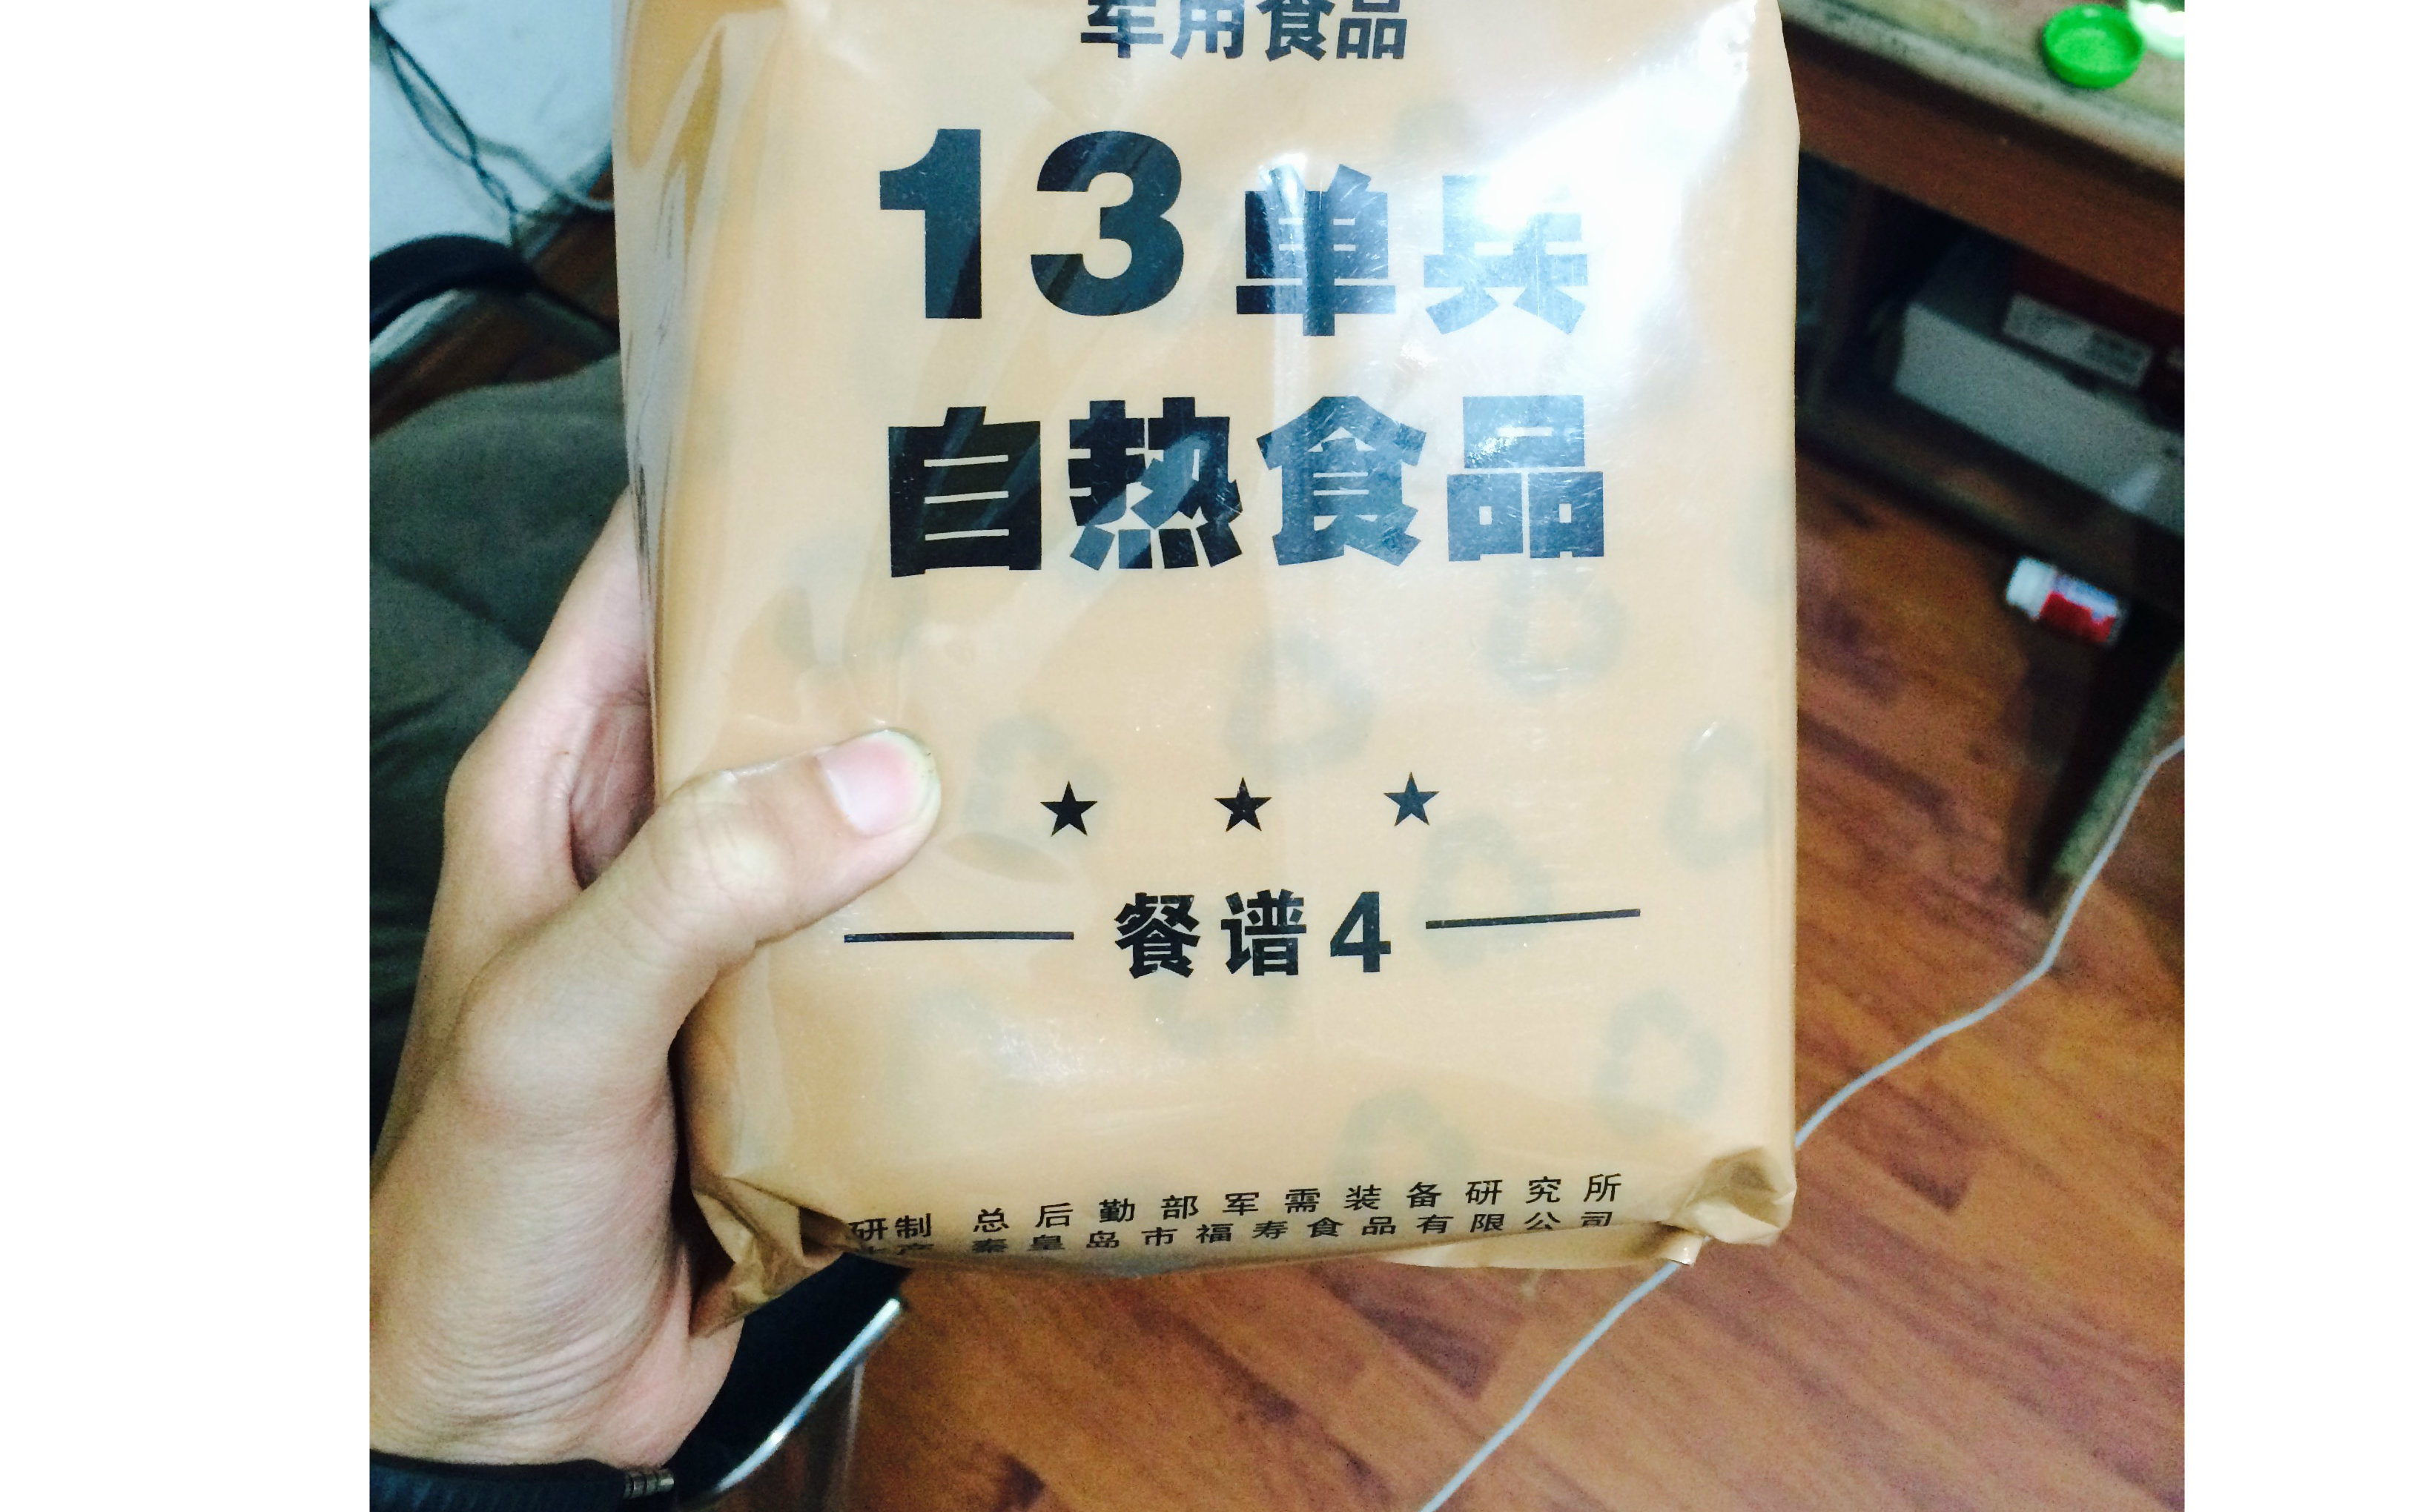 军用食品
13单兵
自热食品
★ ★ ★
餐谱4
研制 总后勤部军需装备研究所
生产 秦皇岛市福寿食品有限公司